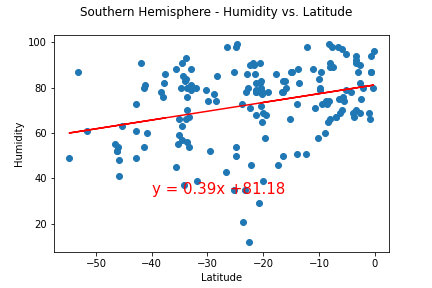 Southern Hemisphere - Humidity vs. Latitude
100
80
60
40
20
Humidity
y = 0.39x +81.18
−50
−40
−30
−20
−10
0
Latitude